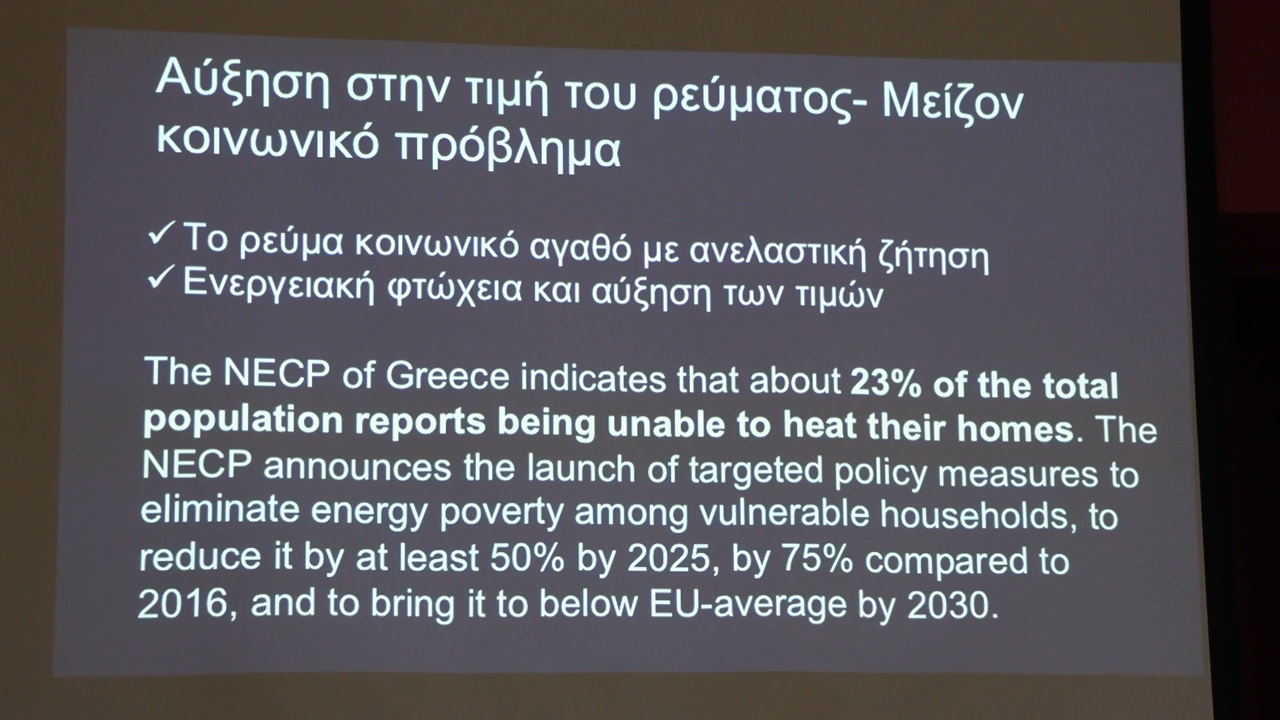 Αύξηση στην τιμή του ρεύματος- Μείζον
κοινωνικό πρόβλημα
✓ Το ρεύμα κοινωνικό αγαθό με ανελαστική ζήτηση
✓ Ενεργειακή φτώχεια και αύξηση των τιμών
The NECP of Greece indicates that about 23% of the total
population reports being unable to heat their homes. The
NECP announces the launch of targeted policy measures to
eliminate energy poverty among vulnerable households, to
reduce it by at least 50% by 2025, by 75% compared to
2016, and to bring it to below EU-average by 2030.